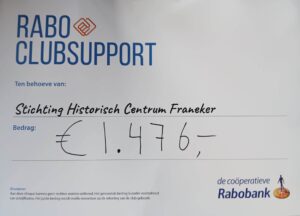 RABO
CLUBSUPPORT
Ten behoeve van:
Stichting Historisch Centrum Franeker
Bedrag:
€ 1.476,-
de coöperatieve
Rabobank